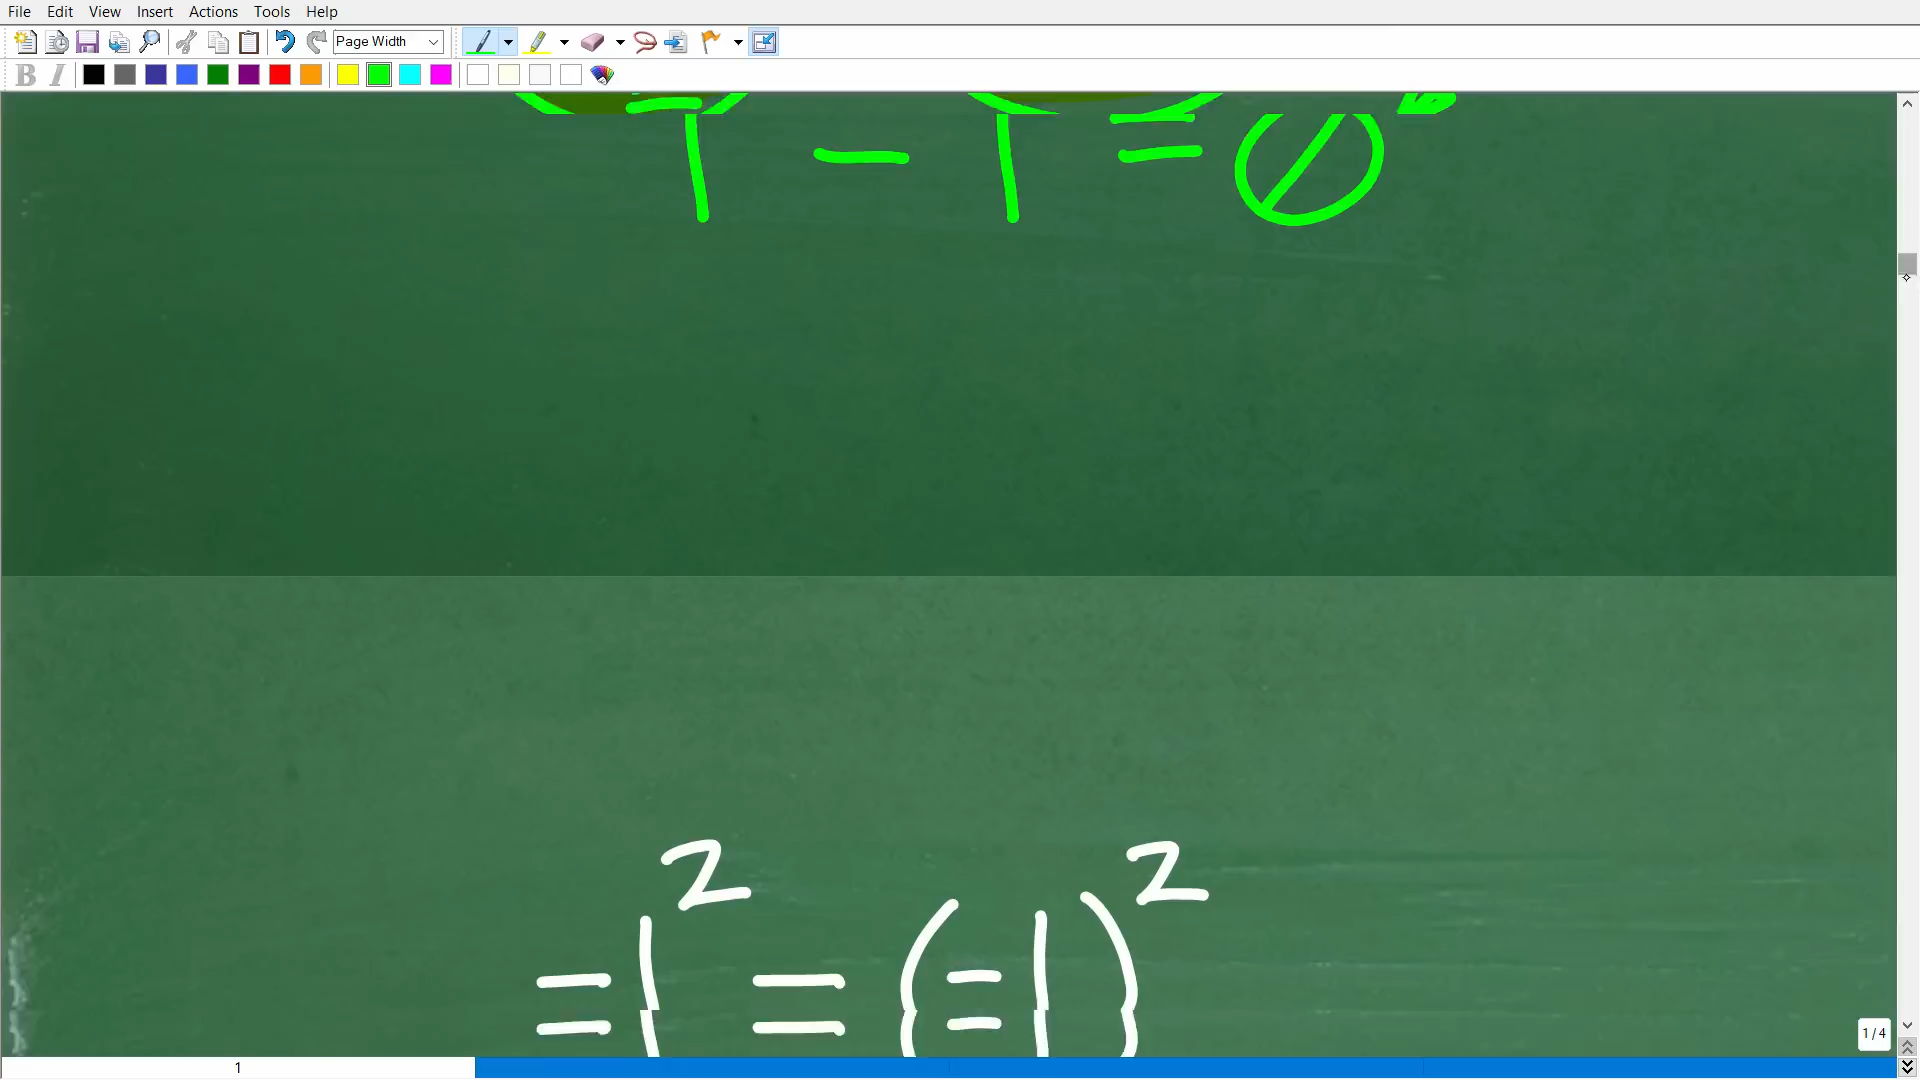 File Edit View Insert Actions Tools Help
Page Width
B I
1 - 1 = Ø
=1² = (=1)²
1 / 4
1